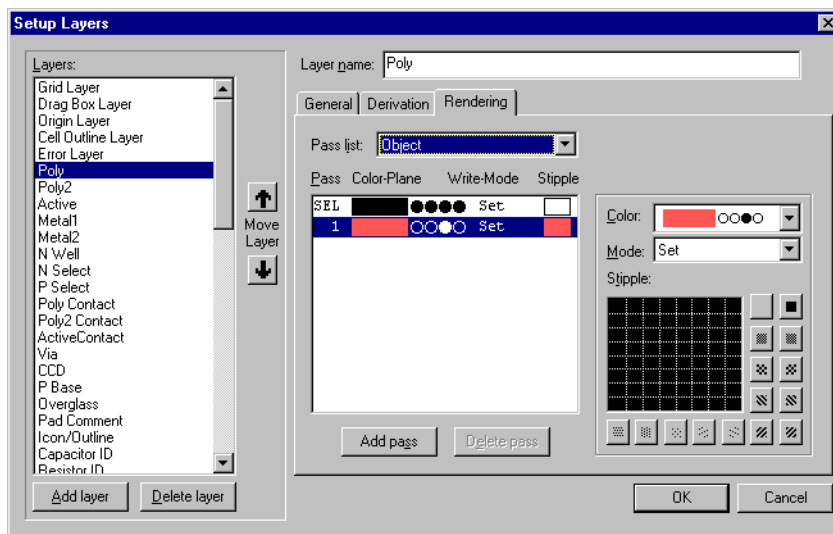 Setup Layers
Layers:
Grid Layer
Drag Box Layer
Origin Layer
Cell Outline Layer
Error Layer
Poly
Poly2
Active
Metal1
Metal2
N Well
N Select
P Select
Poly Contact
Poly2 Contact
ActiveContact
Via
CCD
P Base
Overglass
Pad Comment
Icon/Outline
Capacitor ID
Resistor ID
Add layer
Delete layer
Move
Layer
Layer name: Poly
General
Derivation
Rendering
Pass list: Object
Pass Color-Plane Write-Mode Stipple
SEL Set
1 Set
Color:
Mode: Set
Stipple:
Add pass
Delete pass
OK
Cancel